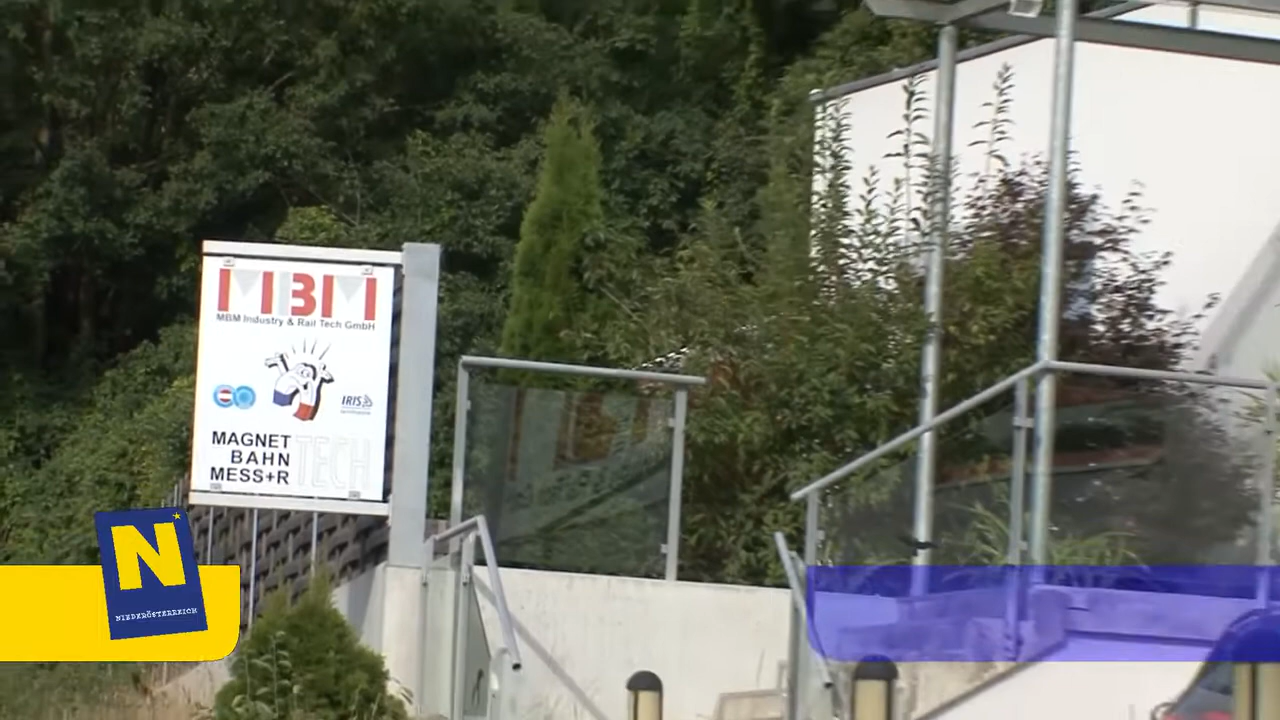 MBM
MBM Industry & Rail Tech GmbH
IRIS
MAGNET
BAHN
MESS+R
TECH
N
NIEDERÖSTERREICH